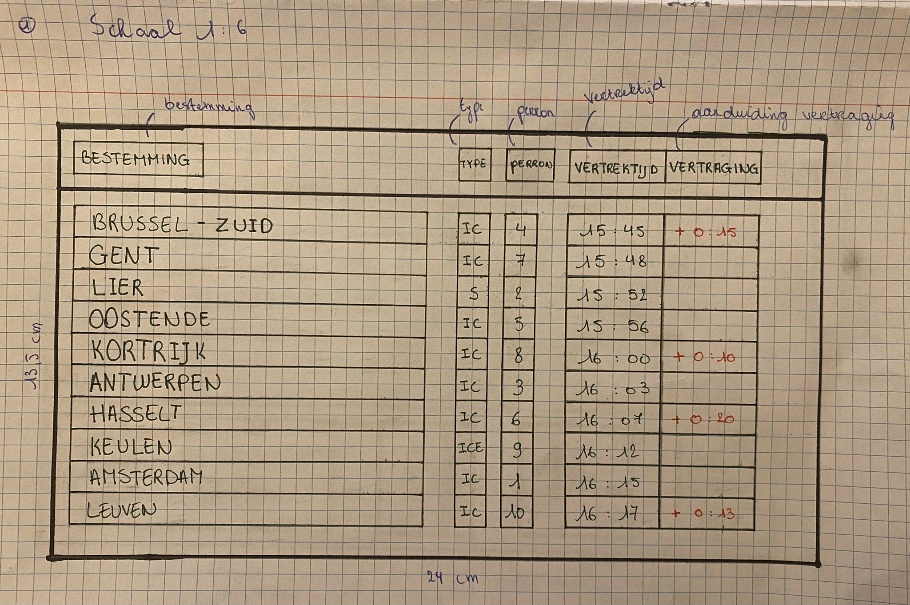 a Schaal 1:6
bestemming type perron vertrektijd aanduiding vertraging
BESTEMMING TYPE PERRON VERTREKTIJD VERTRAGING
BRUSSEL - ZUID IC 4 15:45 + 0:15
GENT IC 7 15:48
LIER S 2 15:52
OOSTENDE IC 5 15:56
KORTRIJK IC 8 16:00 + 0:10
ANTWERPEN IC 3 16:03
HASSELT IC 6 16:07 + 0:20
KEULEN ICE 9 16:12
AMSTERDAM IC 1 16:15
LEUVEN IC 10 16:17 + 0:13
13,5 cm
24 cm